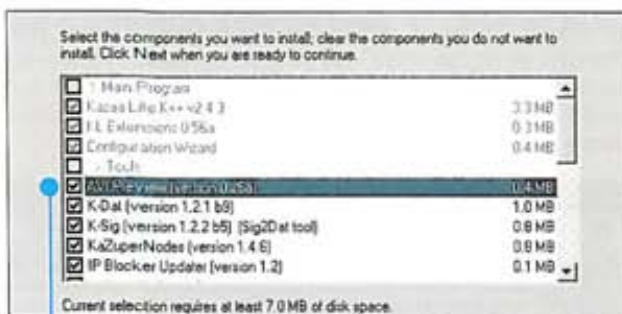 Select the components you want to install; clear the components you do not want to
install. Click Next when you are ready to continue.
: Main Program
Kazaa Lite K++ v2.4.3 3.3 MB
KL Extensions 0.56a 0.3 MB
Configuration Wizard 0.4 MB
: Tools
AVI Preview (version 0.26a) 0.4 MB
K-Dat (version 1.2.1 b9) 1.0 MB
K-Sig (version 1.2.2 b5) (Sig2Dat tool) 0.8 MB
KaZuperNodes (version 1.4.6) 0.8 MB
IP Blocker Updater (version 1.2) 0.1 MB
Current selection requires at least 7.0 MB of disk space.